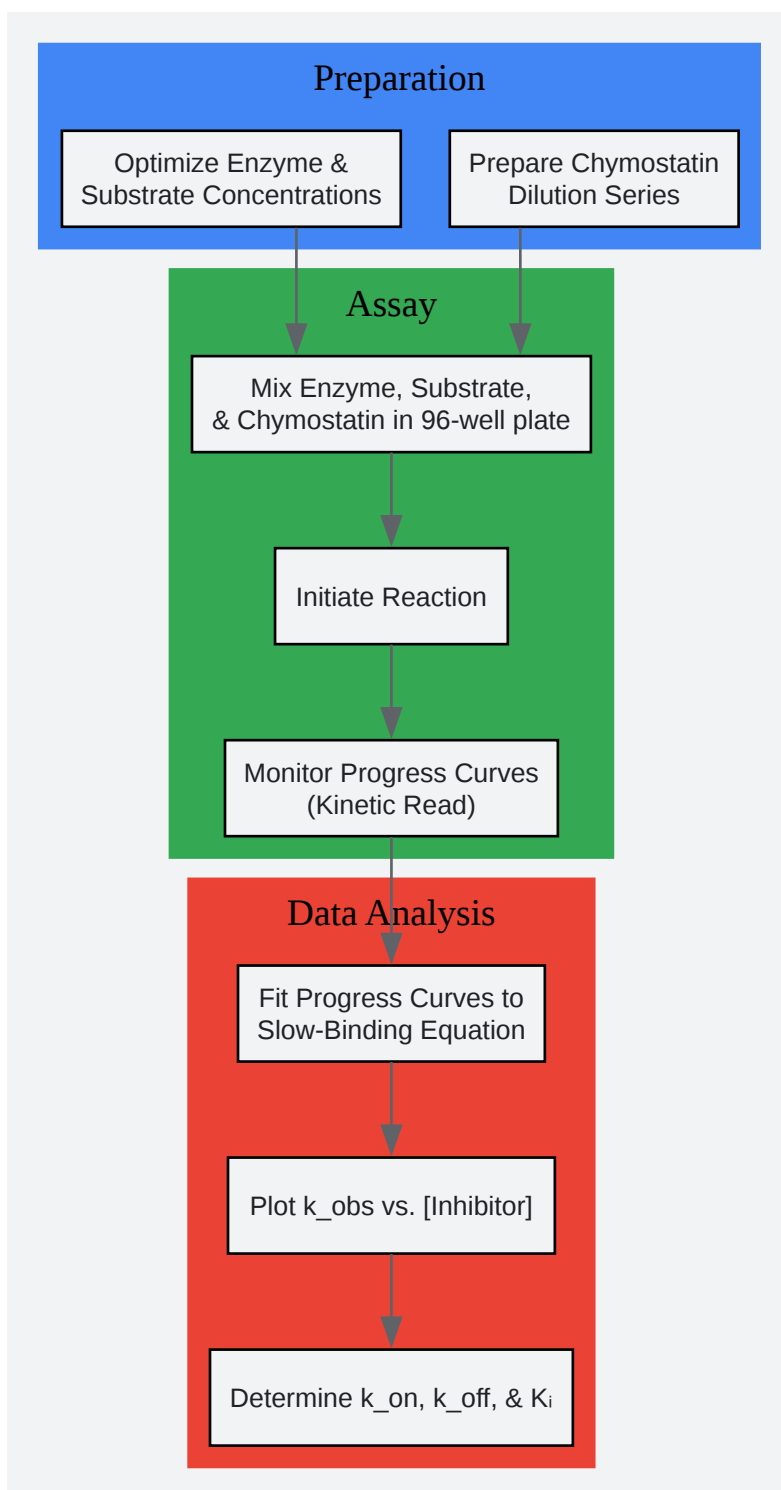 Preparation
Optimize Enzyme &
Substrate Concentrations
Prepare Chymostatin
Dilution Series
Assay
Mix Enzyme, Substrate,
& Chymostatin in 96-well plate
Initiate Reaction
Monitor Progress Curves
(Kinetic Read)
Data Analysis
Fit Progress Curves to
Slow-Binding Equation
Plot k_obs vs. [Inhibitor]
Determine k_on, k_off, & Kᵢ